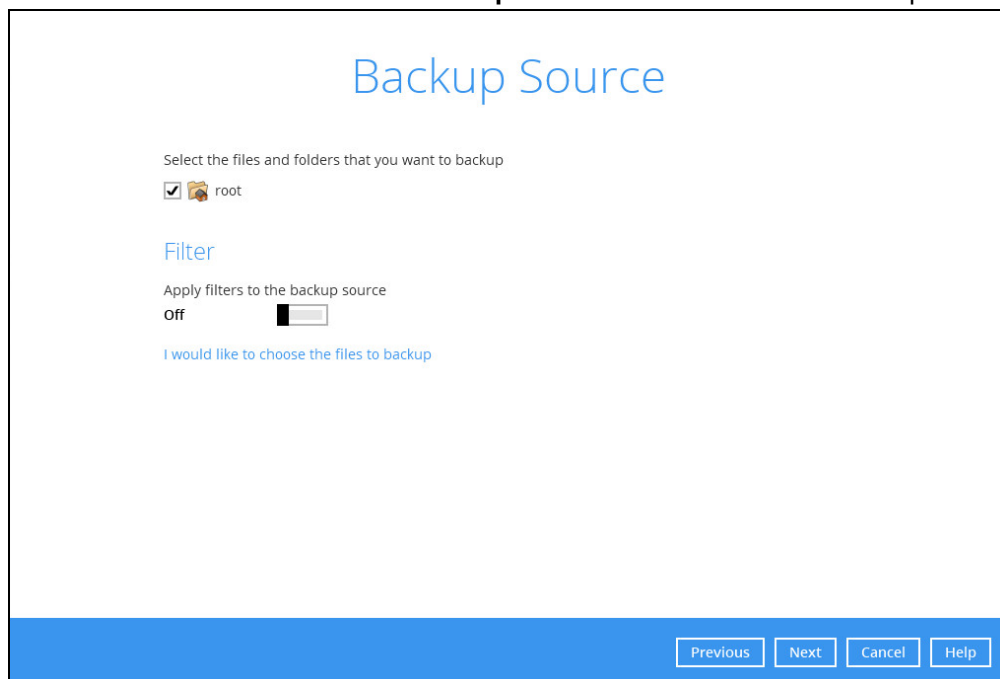 Backup Source
Select the files and folders that you want to backup
root
Filter
Apply filters to the backup source
Off
I would like to choose the files to backup
Previous Next Cancel Help